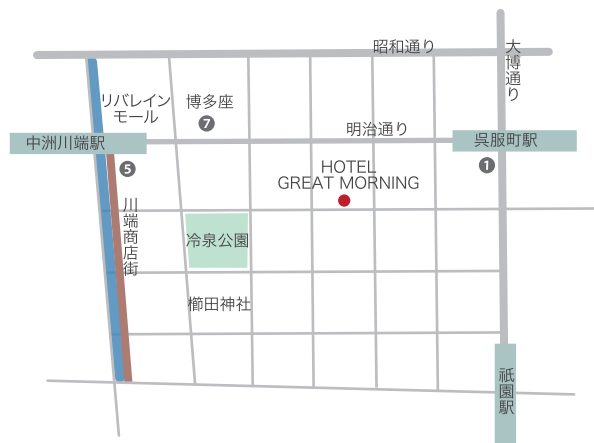 昭和通り
大博通り
リバレイン
モール
博多座
7
明治通り
中洲川端駅
呉服町駅
5
1
HOTEL
GREAT MORNING
川端商店街
冷泉公園
櫛田神社
祇園駅